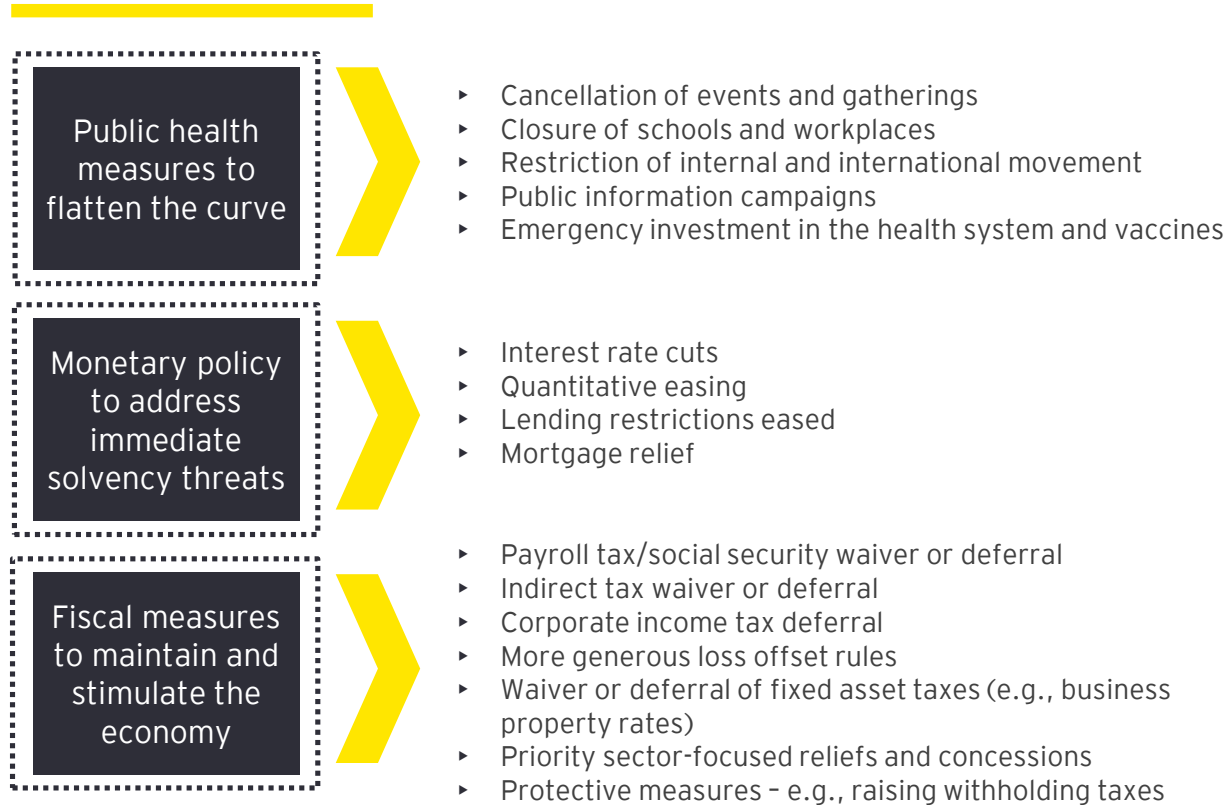 Public health
measures to
flatten the curve
▸ Cancellation of events and gatherings
▸ Closure of schools and workplaces
▸ Restriction of internal and international movement
▸ Public information campaigns
▸ Emergency investment in the health system and vaccines
Monetary policy
to address
immediate
solvency threats
▸ Interest rate cuts
▸ Quantitative easing
▸ Lending restrictions eased
▸ Mortgage relief
Fiscal measures
to maintain and
stimulate the
economy
▸ Payroll tax/social security waiver or deferral
▸ Indirect tax waiver or deferral
▸ Corporate income tax deferral
▸ More generous loss offset rules
▸ Waiver or deferral of fixed asset taxes (e.g., business
property rates)
▸ Priority sector-focused reliefs and concessions
▸ Protective measures – e.g., raising withholding taxes